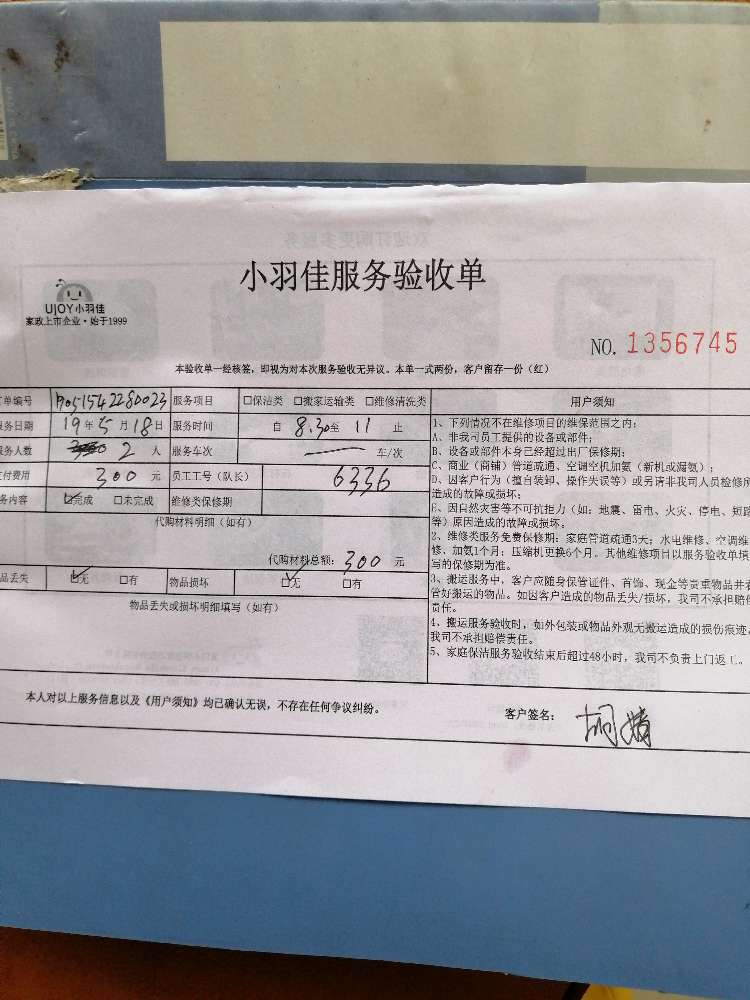 小羽佳服务验收单
UJOY小羽佳
家政上市企业·始于1999
NO. 1356745
本验收单一经核签,即视为对本次服务验收无异议。本单一式两份,客户留存一份(红)
单编号 服务项目 □保洁类 □搬家运输类 □维修清洗类 用户须知
务日期 19年5月18日 服务时间 自 8.30至 11 止
务人数 2 人 服务车次 车/次
付费用 300 元 员工工号(队长) 6336
务内容 ☑完成 □未完成 维修类保修期
代购材料明细(如有)
代购材料总额:300 元
品丢失 ☑无 □有 物品损坏 ☑无 □有
物品丢失或损坏明细填写(如有)
1、下列情况不在维修项目的维保范围之内:
A、非我司员工提供的设备或部件;
B、设备或部件本身已经超过出厂保修期;
C、商业(商铺)管道疏通、空调空机加氟(新机或漏氟);
D、因客户行为(擅自装卸、操作失误等)或另请非我司人员检修所
造成的故障或损坏;
E、因自然灾害等不可抗力(如:地震、雷电、火灾、停电、短路
等)原因造成的故障或损坏。
2、维修类服务免费保修期:家庭管道疏通3天;水电维修、空调维
修、加氨1个月;压缩机更换6个月。其他维修项目以服务验收单填
写的保修期为准。
3、搬运服务中,客户应随身保管证件、首饰、现金等贵重物品并看
管好搬运的物品。如因客户造成的物品丢失/损坏,我司不承担赔偿
责任。
4、搬运服务验收时,如外包装或物品外观无搬运造成的损伤痕迹,
我司不承担赔偿责任。
5、家庭保洁服务验收结束后超过48小时,我司不负责上门返工。
本人对以上服务信息以及《用户须知》均已确认无误,不存在任何争议纠纷。
客户签名: